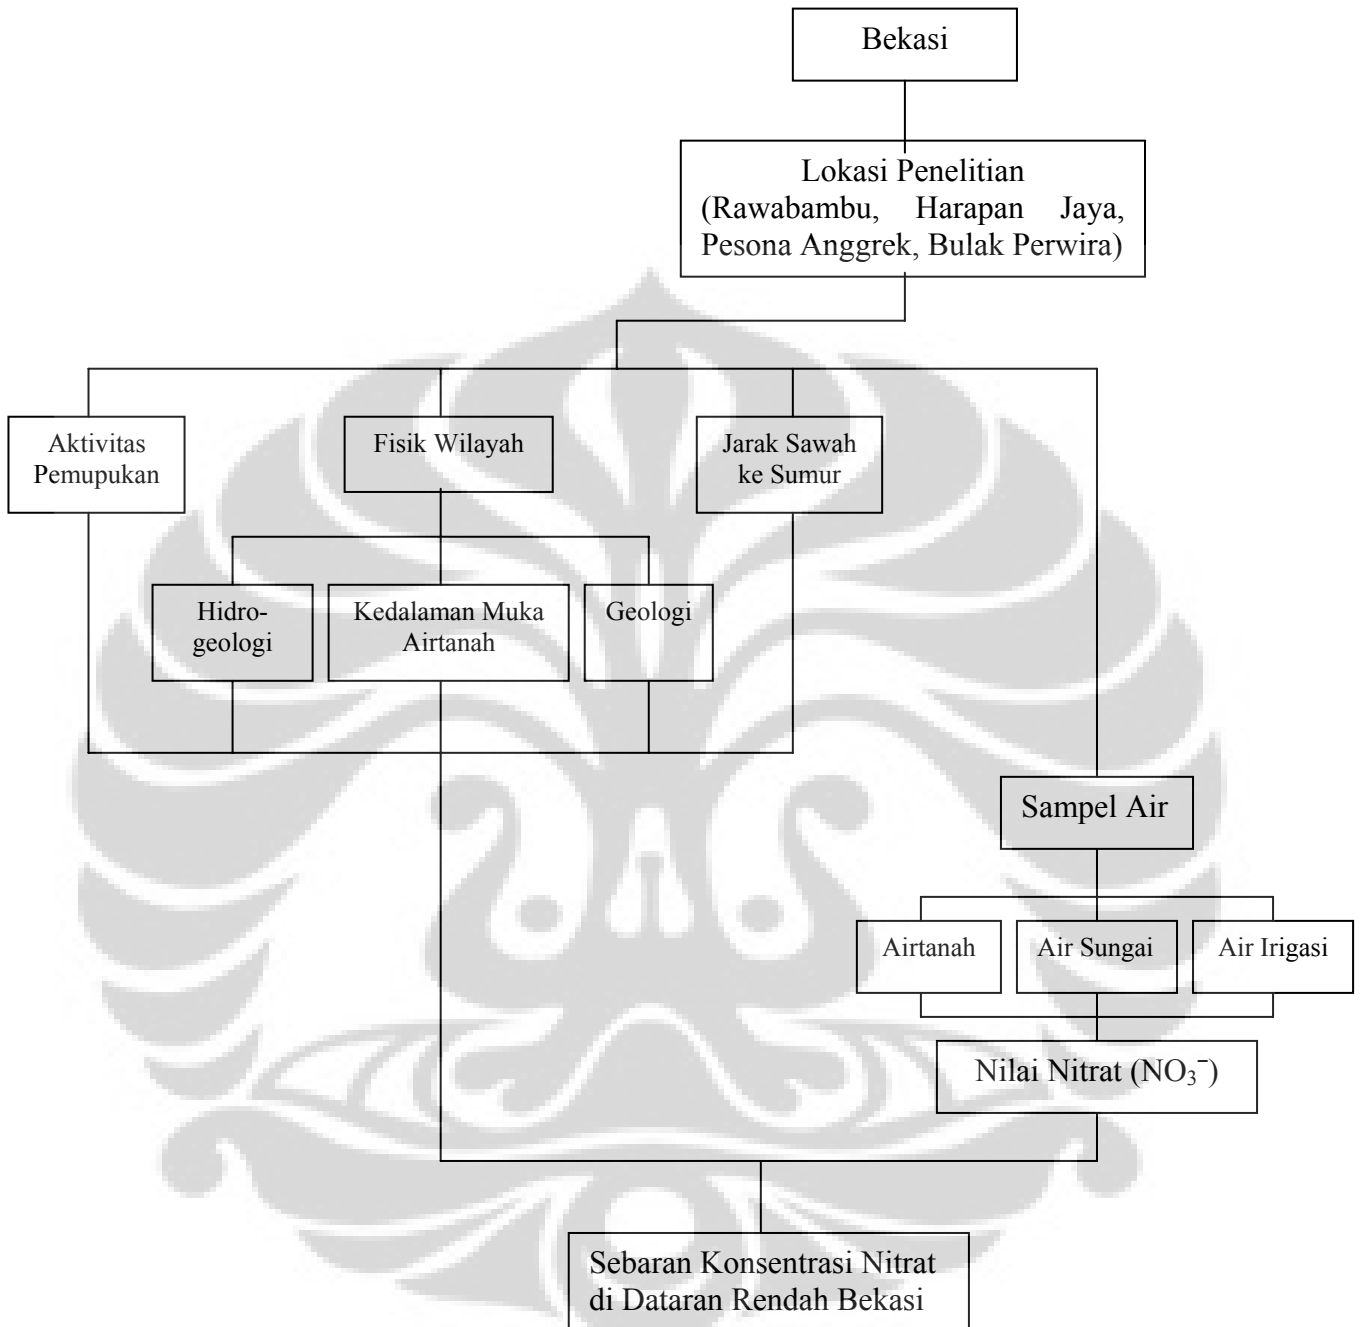 Bekasi
Lokasi Penelitian
(Rawabambu, Harapan Jaya,
Pesona Anggrek, Bulak Perwira)
Aktivitas
Pemupukan
Fisik Wilayah
Jarak Sawah
ke Sumur
Hidro-
geologi
Kedalaman Muka
Airtanah
Geologi
Sampel Air
Airtanah
Air Sungai
Air Irigasi
Nilai Nitrat (NO₃⁻)
Sebaran Konsentrasi Nitrat
di Dataran Rendah Bekasi